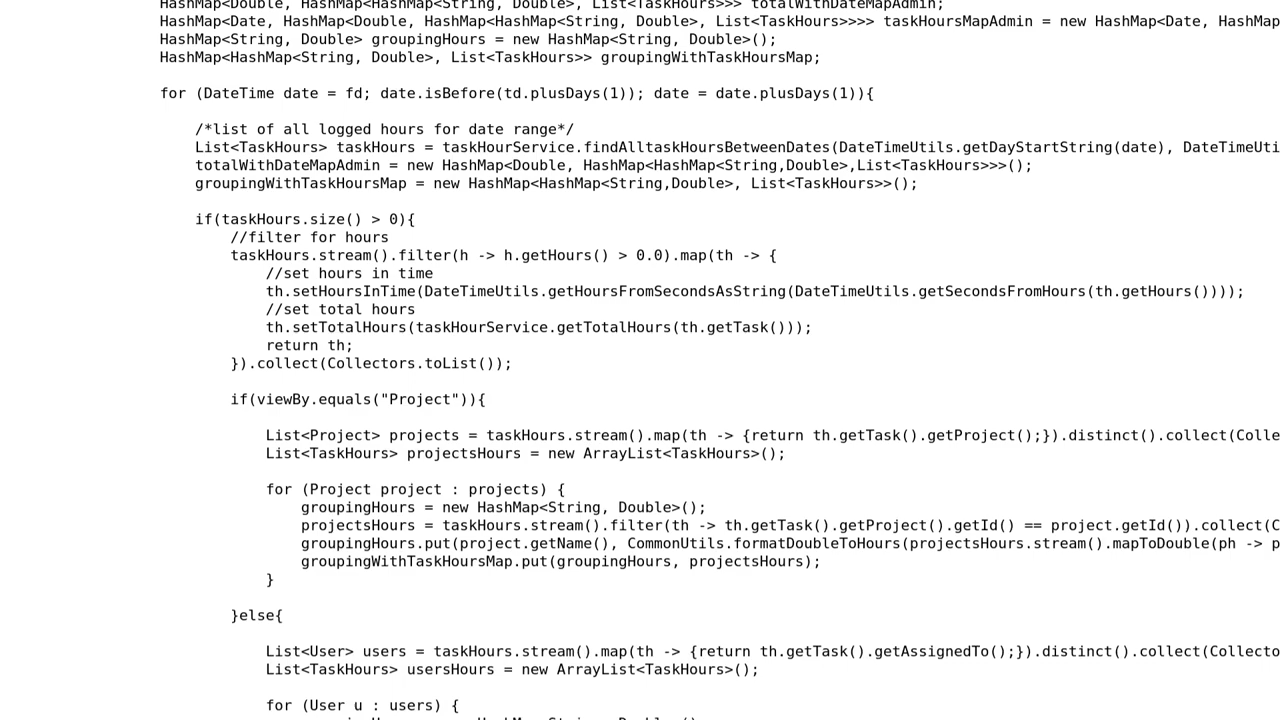 HashMap<Double, HashMap<HashMap<String, Double>, List<TaskHours>>> totalWithDateMapAdmin;
HashMap<Date, HashMap<Double, HashMap<HashMap<String, Double>, List<TaskHours>>>> taskHoursMapAdmin = new HashMap<Date, HashMap
HashMap<String, Double> groupingHours = new HashMap<String, Double>();
HashMap<HashMap<String, Double>, List<TaskHours>> groupingWithTaskHoursMap;
for (DateTime date = fd; date.isBefore(td.plusDays(1)); date = date.plusDays(1)){
/*list of all logged hours for date range*/
List<TaskHours> taskHours = taskHourService.findAlltaskHoursBetweenDates(DateTimeUtils.getDayStartString(date), DateTimeUti
totalWithDateMapAdmin = new HashMap<Double, HashMap<HashMap<String,Double>,List<TaskHours>>>();
groupingWithTaskHoursMap = new HashMap<HashMap<String,Double>, List<TaskHours>>();
if(taskHours.size() > 0){
//filter for hours
taskHours.stream().filter(h -> h.getHours() > 0.0).map(th -> {
//set hours in time
th.setHoursInTime(DateTimeUtils.getHoursFromSecondsAsString(DateTimeUtils.getSecondsFromHours(th.getHours())));
//set total hours
th.setTotalHours(taskHourService.getTotalHours(th.getTask()));
return th;
}).collect(Collectors.toList());
if(viewBy.equals("Project")){
List<Project> projects = taskHours.stream().map(th -> {return th.getTask().getProject();}).distinct().collect(Colle
List<TaskHours> projectsHours = new ArrayList<TaskHours>();
for (Project project : projects) {
groupingHours = new HashMap<String, Double>();
projectsHours = taskHours.stream().filter(th -> th.getTask().getProject().getId() == project.getId()).collect(C
groupingHours.put(project.getName(), CommonUtils.formatDoubleToHours(projectsHours.stream().mapToDouble(ph -> p
groupingWithTaskHoursMap.put(groupingHours, projectsHours);
}
}else{
List<User> users = taskHours.stream().map(th -> {return th.getTask().getAssignedTo();}).distinct().collect(Collecto
List<TaskHours> usersHours = new ArrayList<TaskHours>();
for (User u : users) {